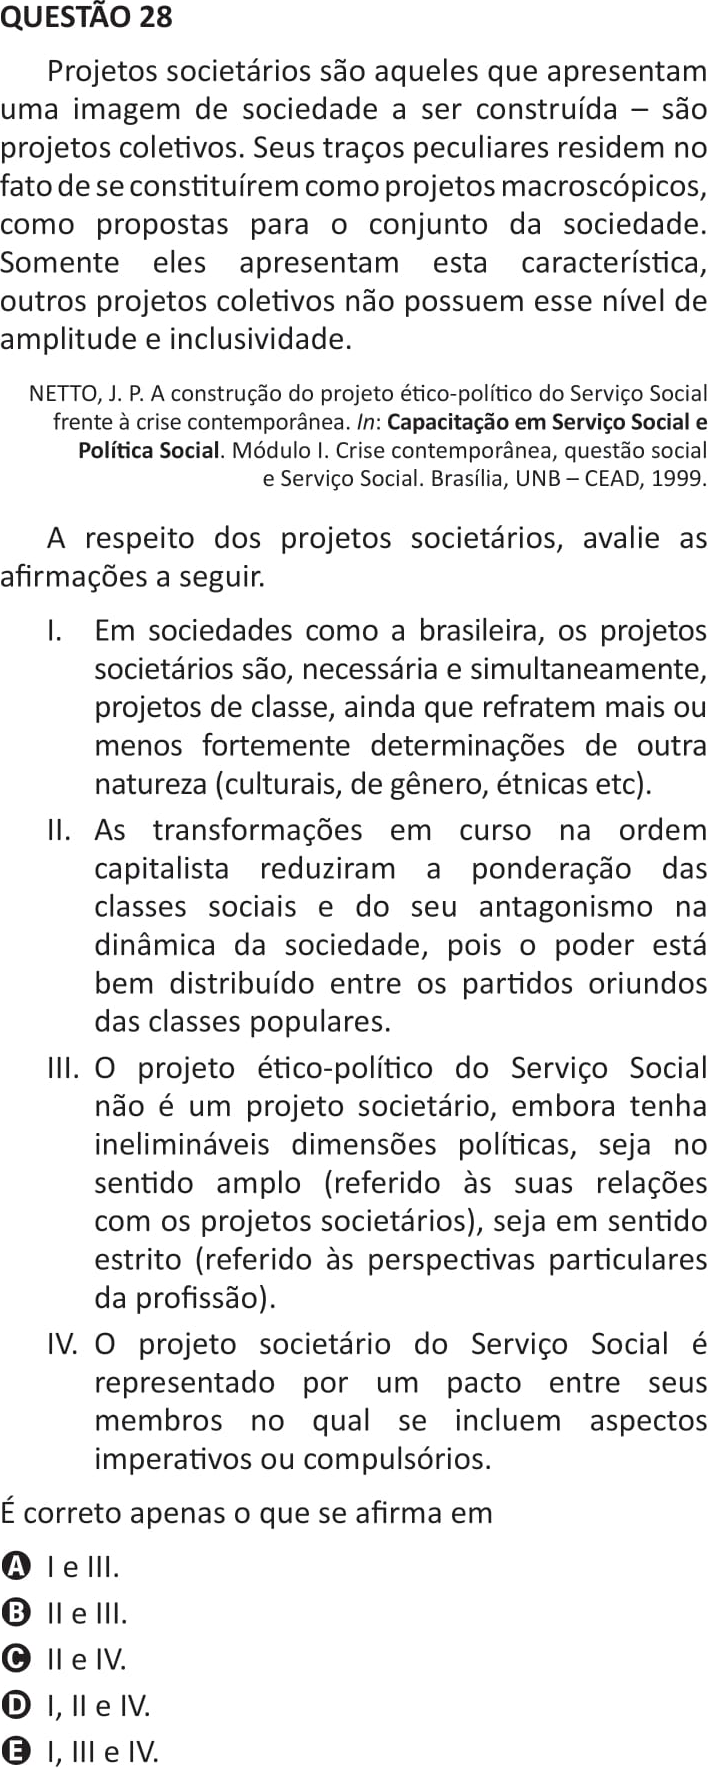 QUESTÃO 28
Projetos societários são aqueles que apresentam
uma imagem de sociedade a ser construída – são
projetos coletivos. Seus traços peculiares residem no
fato de se constituírem como projetos macroscópicos,
como propostas para o conjunto da sociedade.
Somente eles apresentam esta característica,
outros projetos coletivos não possuem esse nível de
amplitude e inclusividade.
NETTO, J. P. A construção do projeto ético-político do Serviço Social
frente à crise contemporânea. In: Capacitação em Serviço Social e
Política Social. Módulo I. Crise contemporânea, questão social
e Serviço Social. Brasília, UNB – CEAD, 1999.
A respeito dos projetos societários, avalie as
afirmações a seguir.
I. Em sociedades como a brasileira, os projetos
societários são, necessária e simultaneamente,
projetos de classe, ainda que refratem mais ou
menos fortemente determinações de outra
natureza (culturais, de gênero, étnicas etc).
II. As transformações em curso na ordem
capitalista reduziram a ponderação das
classes sociais e do seu antagonismo na
dinâmica da sociedade, pois o poder está
bem distribuído entre os partidos oriundos
das classes populares.
III. O projeto ético-político do Serviço Social
não é um projeto societário, embora tenha
inelimináveis dimensões políticas, seja no
sentido amplo (referido às suas relações
com os projetos societários), seja em sentido
estrito (referido às perspectivas particulares
da profissão).
IV. O projeto societário do Serviço Social é
representado por um pacto entre seus
membros no qual se incluem aspectos
imperativos ou compulsórios.
É correto apenas o que se afirma em
A I e III.
B II e III.
C II e IV.
D I, II e IV.
E I, III e IV.